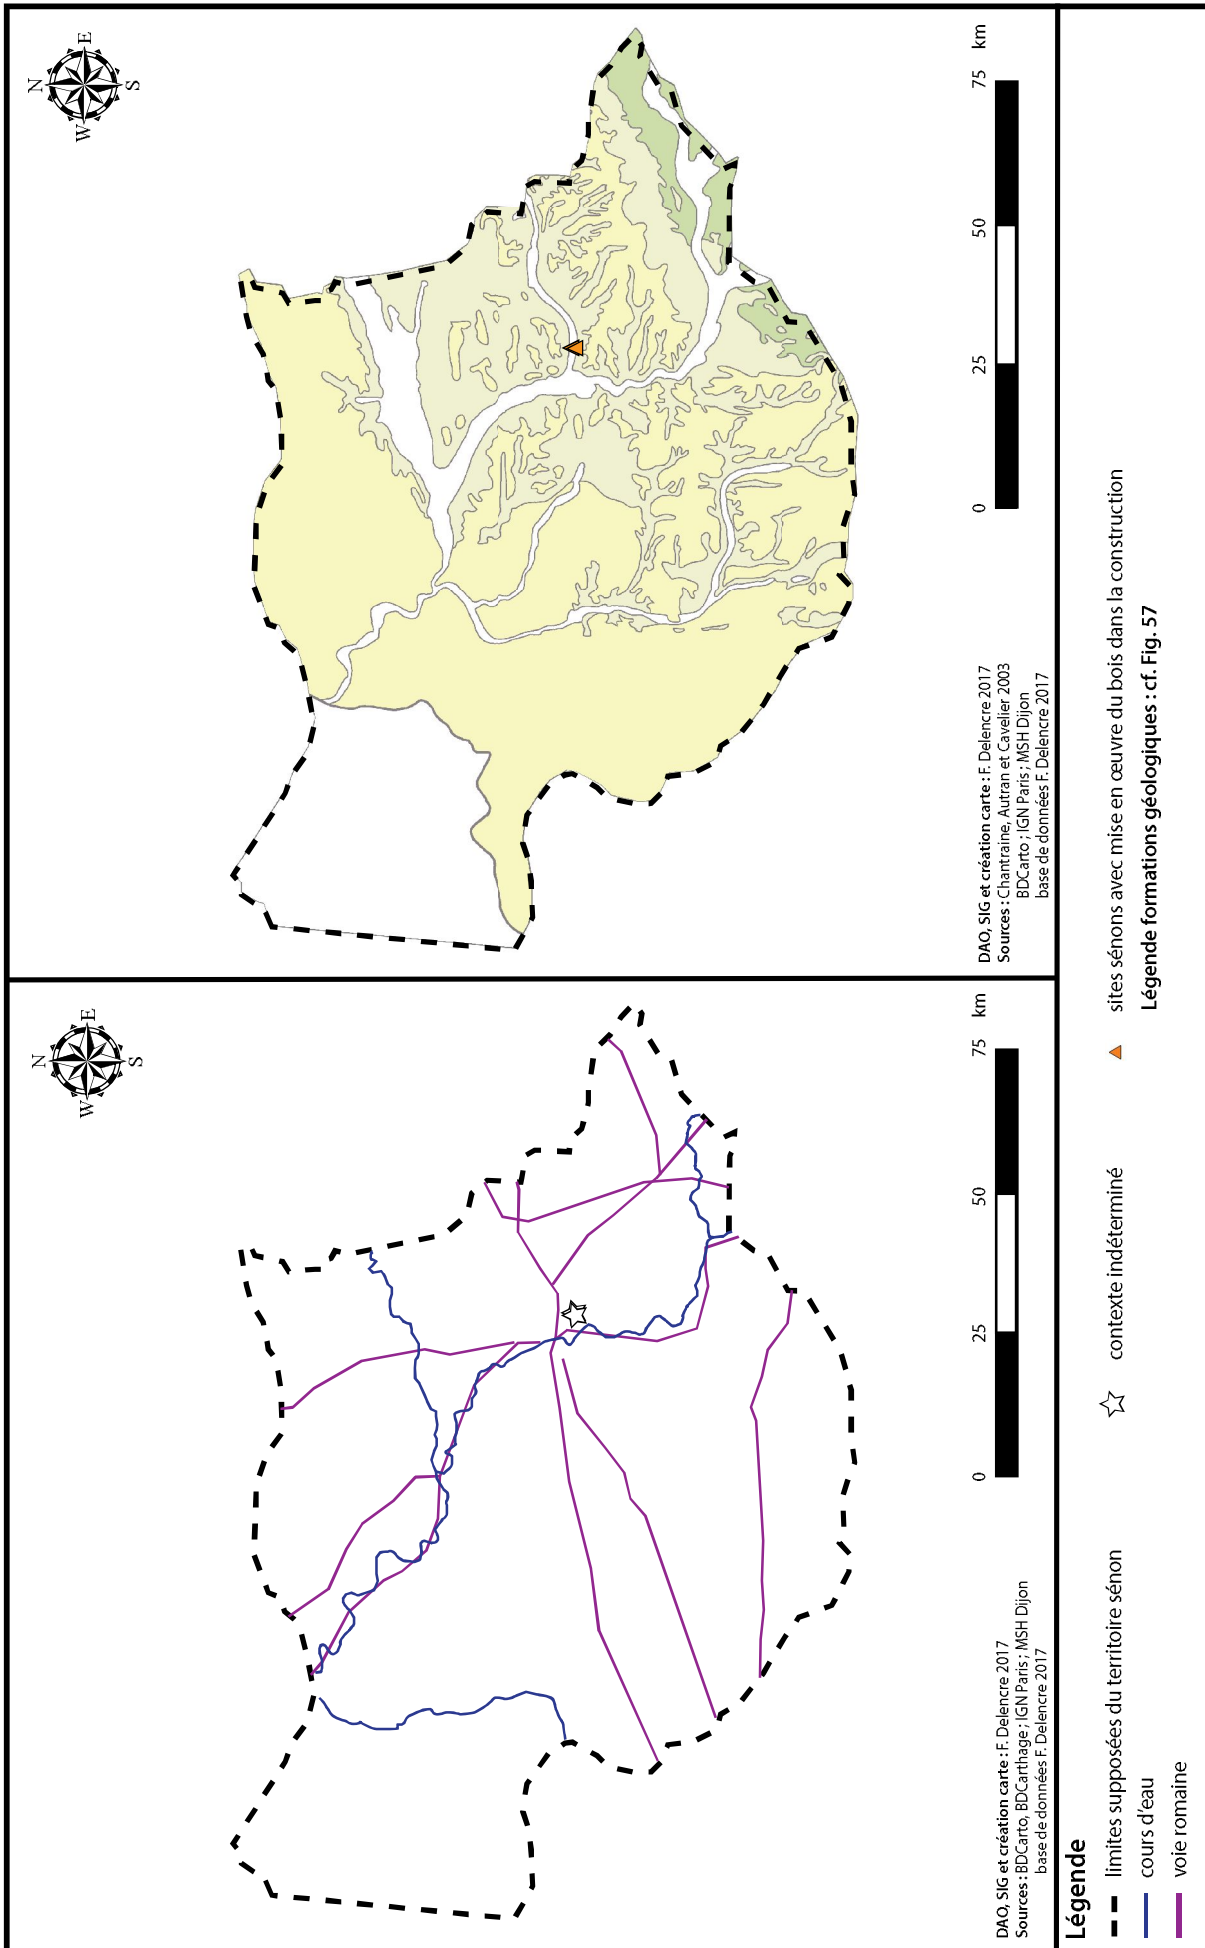 N
E
S
W
0
25
50
75
km
DAO, SIG et création carte : F. Delencre 2017
Sources : BDCarto, BDCarthage ; IGN Paris ; MSH Dijon
base de données F. Delencre 2017
N
E
S
W
0
25
50
75
km
DAO, SIG et création carte : F. Delencre 2017
Sources : Chantraine, Autran et Cavelier 2003
BDCarto ; IGN Paris ; MSH Dijon
base de données F. Delencre 2017
Légende
limites supposées du territoire sénon
cours d'eau
voie romaine
contexte indéterminé
sites sénons avec mise en œuvre du bois dans la construction
Légende formations géologiques : cf. Fig. 57